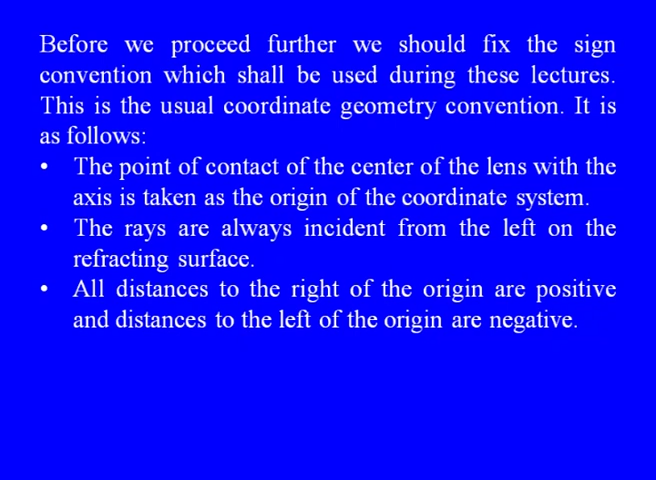 Before we proceed further we should fix the sign
convention which shall be used during these lectures.
This is the usual coordinate geometry convention. It is
as follows:
• The point of contact of the center of the lens with the
axis is taken as the origin of the coordinate system.
• The rays are always incident from the left on the
refracting surface.
• All distances to the right of the origin are positive
and distances to the left of the origin are negative.